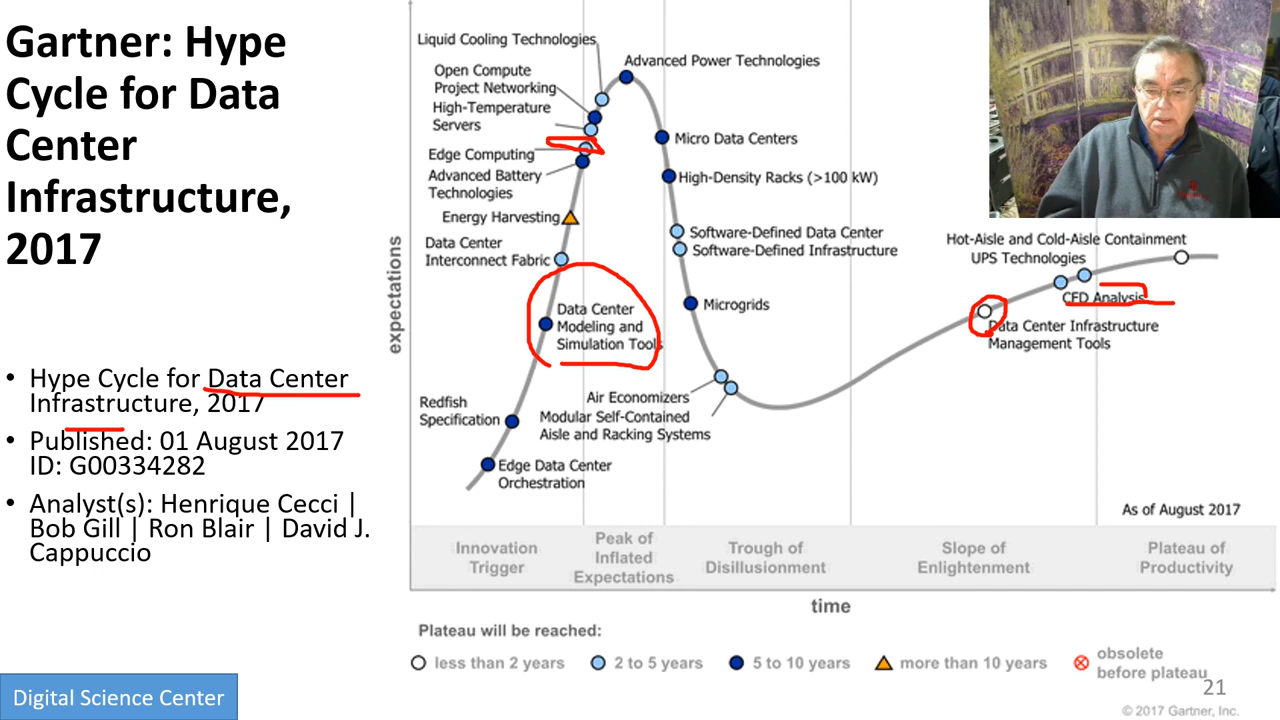 Gartner: Hype
Cycle for Data
Center
Infrastructure,
2017
• Hype Cycle for Data Center
Infrastructure, 2017
• Published: 01 August 2017
ID: G00334282
• Analyst(s): Henrique Cecci |
Bob Gill | Ron Blair | David J.
Cappuccio
Digital Science Center
expectations
Liquid Cooling Technologies
Open Compute
Project Networking
High-Temperature
Servers
Edge Computing
Advanced Battery
Technologies
Energy Harvesting
Data Center
Interconnect Fabric
Data Center
Modeling and
Simulation Tools
Redfish
Specification
Edge Data Center
Orchestration
Advanced Power Technologies
Micro Data Centers
High-Density Racks (>100 kW)
Software-Defined Data Center
Software-Defined Infrastructure
Microgrids
Air Economizers
Modular Self-Contained
Aisle and Racking Systems
Hot-Aisle and Cold-Aisle Containment
UPS Technologies
CFD Analysis
Data Center Infrastructure
Management Tools
As of August 2017
Innovation
Trigger
Peak of
Inflated
Expectations
Trough of
Disillusionment
Slope of
Enlightenment
Plateau of
Productivity
time
Plateau will be reached:
less than 2 years
2 to 5 years
5 to 10 years
more than 10 years
obsolete
before plateau
21
© 2017 Gartner, Inc.